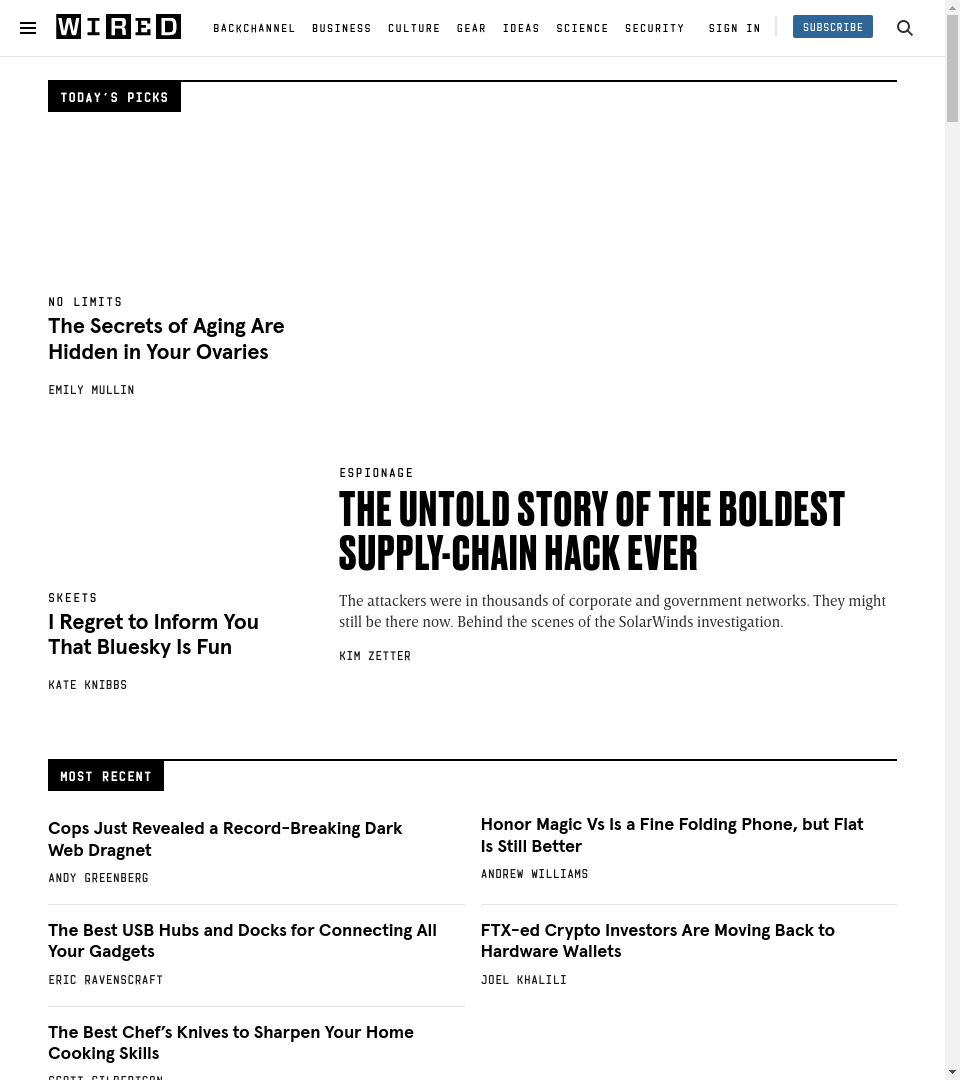 WIRED
BACKCHANNEL BUSINESS CULTURE GEAR IDEAS SCIENCE SECURITY SIGN IN SUBSCRIBE
TODAY'S PICKS
NO LIMITS
The Secrets of Aging Are
Hidden in Your Ovaries
EMILY MULLIN
SKEETS
I Regret to Inform You
That Bluesky Is Fun
KATE KNIBBS
ESPIONAGE
THE UNTOLD STORY OF THE BOLDEST
SUPPLY-CHAIN HACK EVER
The attackers were in thousands of corporate and government networks. They might
still be there now. Behind the scenes of the SolarWinds investigation.
KIM ZETTER
MOST RECENT
Cops Just Revealed a Record-Breaking Dark
Web Dragnet
ANDY GREENBERG
Honor Magic Vs Is a Fine Folding Phone, but Flat
Is Still Better
ANDREW WILLIAMS
The Best USB Hubs and Docks for Connecting All
Your Gadgets
ERIC RAVENSCRAFT
FTX-ed Crypto Investors Are Moving Back to
Hardware Wallets
JOEL KHALILI
The Best Chef's Knives to Sharpen Your Home
Cooking Skills
SCOTT GILBERTSON